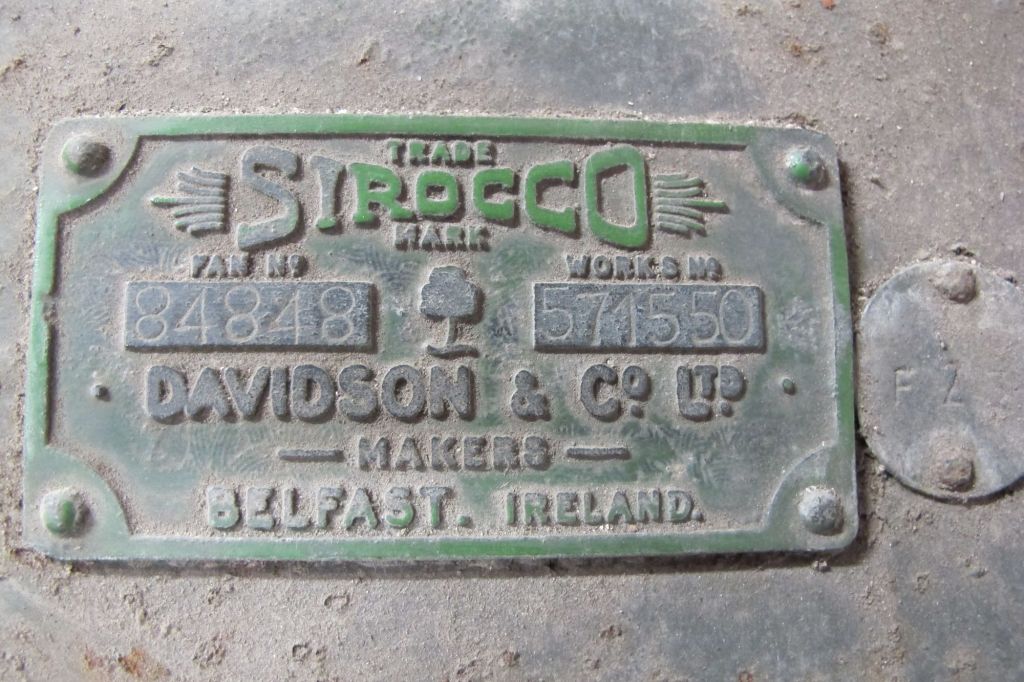 TRADE
SIROCCO
MARK
FAN Nº WORKS Nº
84848 571550
DAVIDSON & Cº LTD
— MAKERS —
BELFAST. IRELAND.
F Z